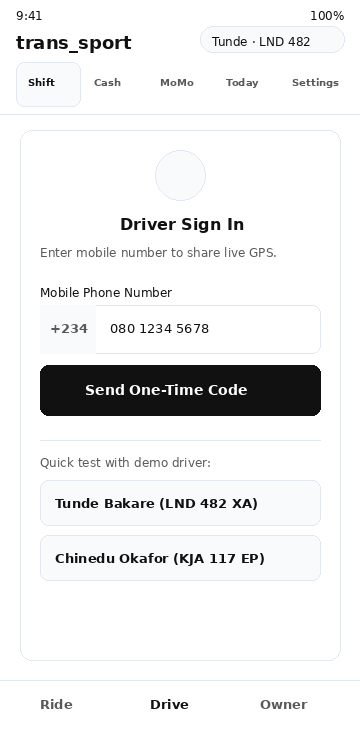 9:41 100%
trans_sport
Tunde · LND 482
Shift Cash MoMo Today Settings
Driver Sign In
Enter mobile number to share live GPS.
Mobile Phone Number
+234 080 1234 5678
Send One-Time Code
Quick test with demo driver:
Tunde Bakare (LND 482 XA)
Chinedu Okafor (KJA 117 EP)
Ride Drive Owner